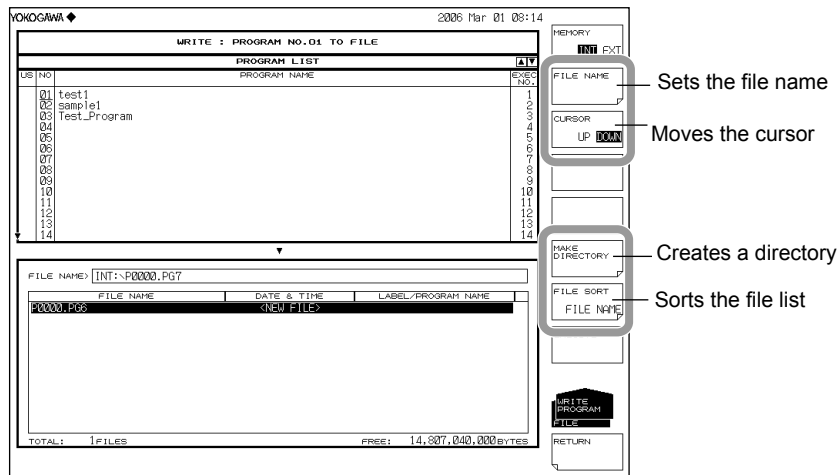 YOKOGAWA ◆ 2006 Mar 01 08:14
WRITE : PROGRAM NO.01 TO FILE
PROGRAM LIST ▲▼
US NO PROGRAM NAME EXEC NO.
01 test1 1
02 sample1 2
03 Test_Program 3
04 4
05 5
06 6
07 7
08 8
09 9
10 10
11 11
12 12
13 13
14 14
▼
FILE NAME> INT:\P0000.PG7
FILE NAME DATE & TIME LABEL/PROGRAM NAME
P0000.PG6 <NEW FILE>
TOTAL: 1FILES FREE: 14,807,040,000BYTES
MEMORY
INT EXT
FILE NAME
CURSOR
UP DOWN
MAKE
DIRECTORY
FILE SORT
FILE NAME
WRITE
PROGRAM
FILE
RETURN
Sets the file name
Moves the cursor
Creates a directory
Sorts the file list